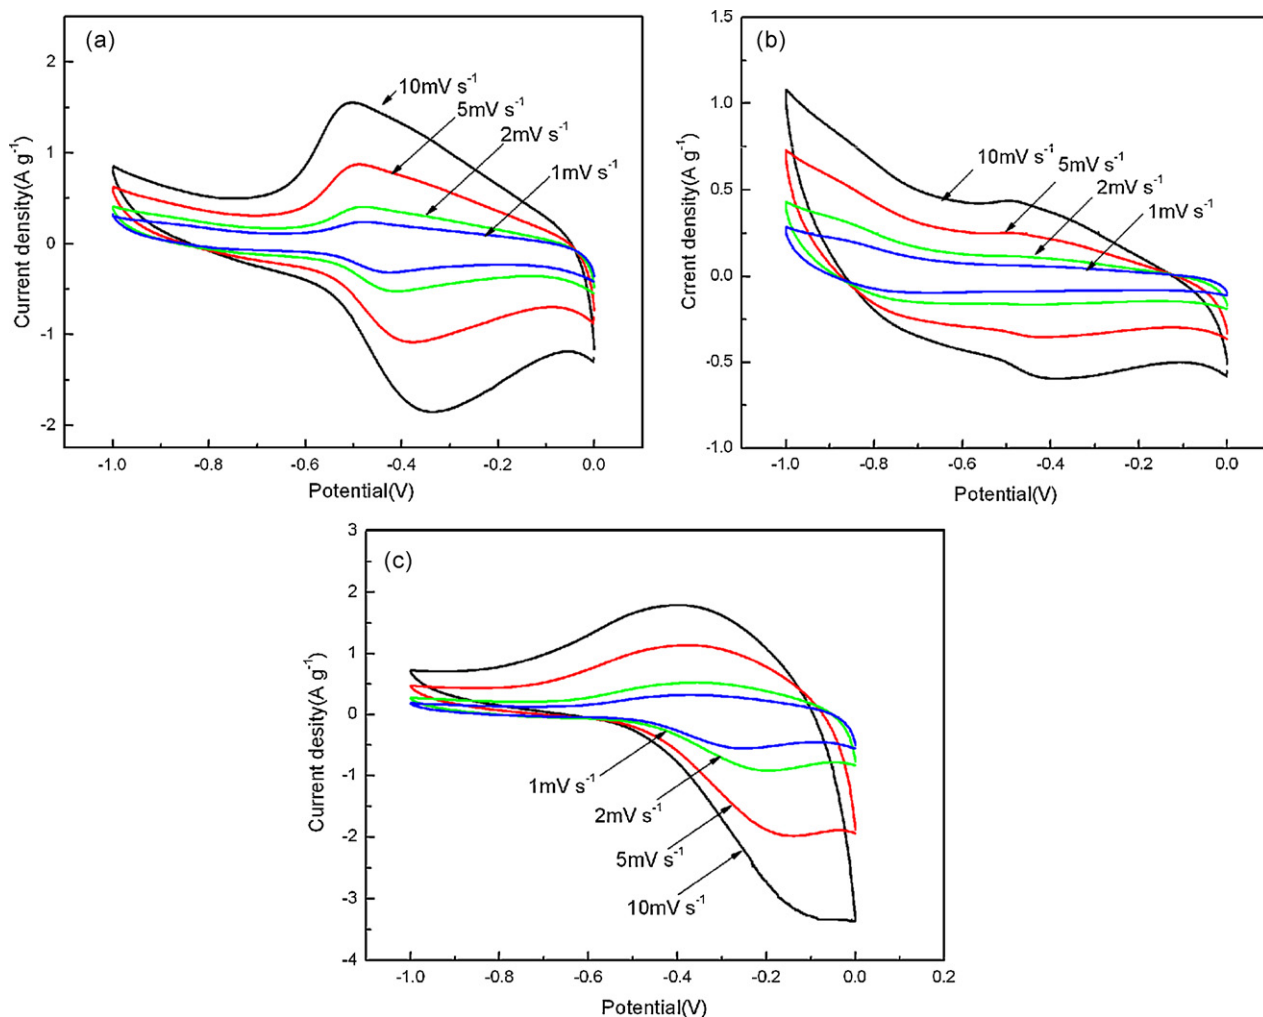 (a)
10mV s⁻¹
5mV s⁻¹
2mV s⁻¹
1mV s⁻¹
2
1
0
-1
-2
Current density(A g⁻¹)
-1.0 -0.8 -0.6 -0.4 -0.2 0.0
Potential(V)
(b)
10mV s⁻¹
5mV s⁻¹
2mV s⁻¹
1mV s⁻¹
1.5
1.0
0.5
0.0
-0.5
-1.0
Crrent density(A g⁻¹)
-1.0 -0.8 -0.6 -0.4 -0.2 0.0
Potential(V)
(c)
3
2
1
0
-1
-2
-3
-4
Current desity(A g⁻¹)
1mV s⁻¹
2mV s⁻¹
5mV s⁻¹
10mV s⁻¹
-1.0 -0.8 -0.6 -0.4 -0.2 0.0 0.2
Potential(V)